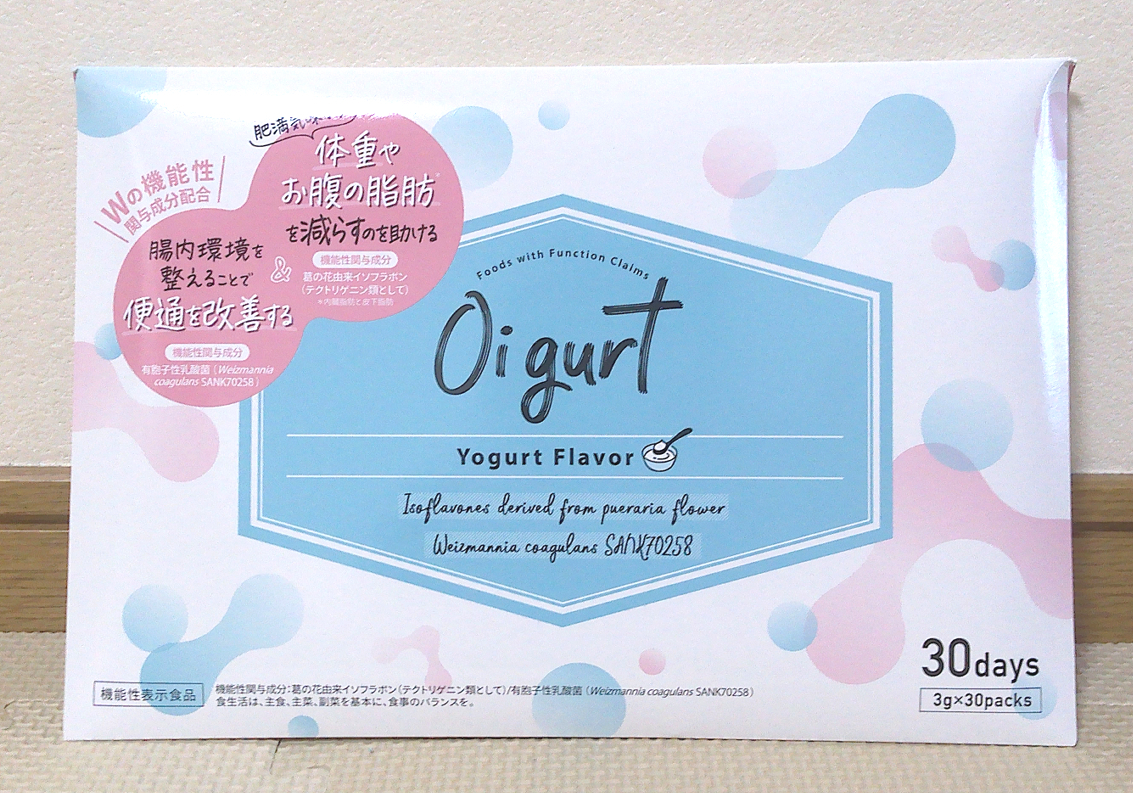 肥満気味
体重や
お腹の脂肪*
を減らすのを助ける
機能性関与成分
葛の花由来イソフラボン
(テクトリゲニン類として)
*内臓脂肪と皮下脂肪
Wの機能性
関与成分配合
&
腸内環境を
整えることで
便通を改善する
機能性関与成分
有胞子性乳酸菌(Weizmannia
coagulans SANK70258)
Foods with Function Claims
Oigurt
Yogurt Flavor
Isoflavones derived from pueraria flower
Weizmannia coagulans SANK70258
30days
3g×30packs
機能性表示食品
機能性関与成分:葛の花由来イソフラボン(テクトリゲニン類として)/有胞子性乳酸菌(Weizmannia coagulans SANK70258)
食生活は、主食、主菜、副菜を基本に、食事のバランスを。